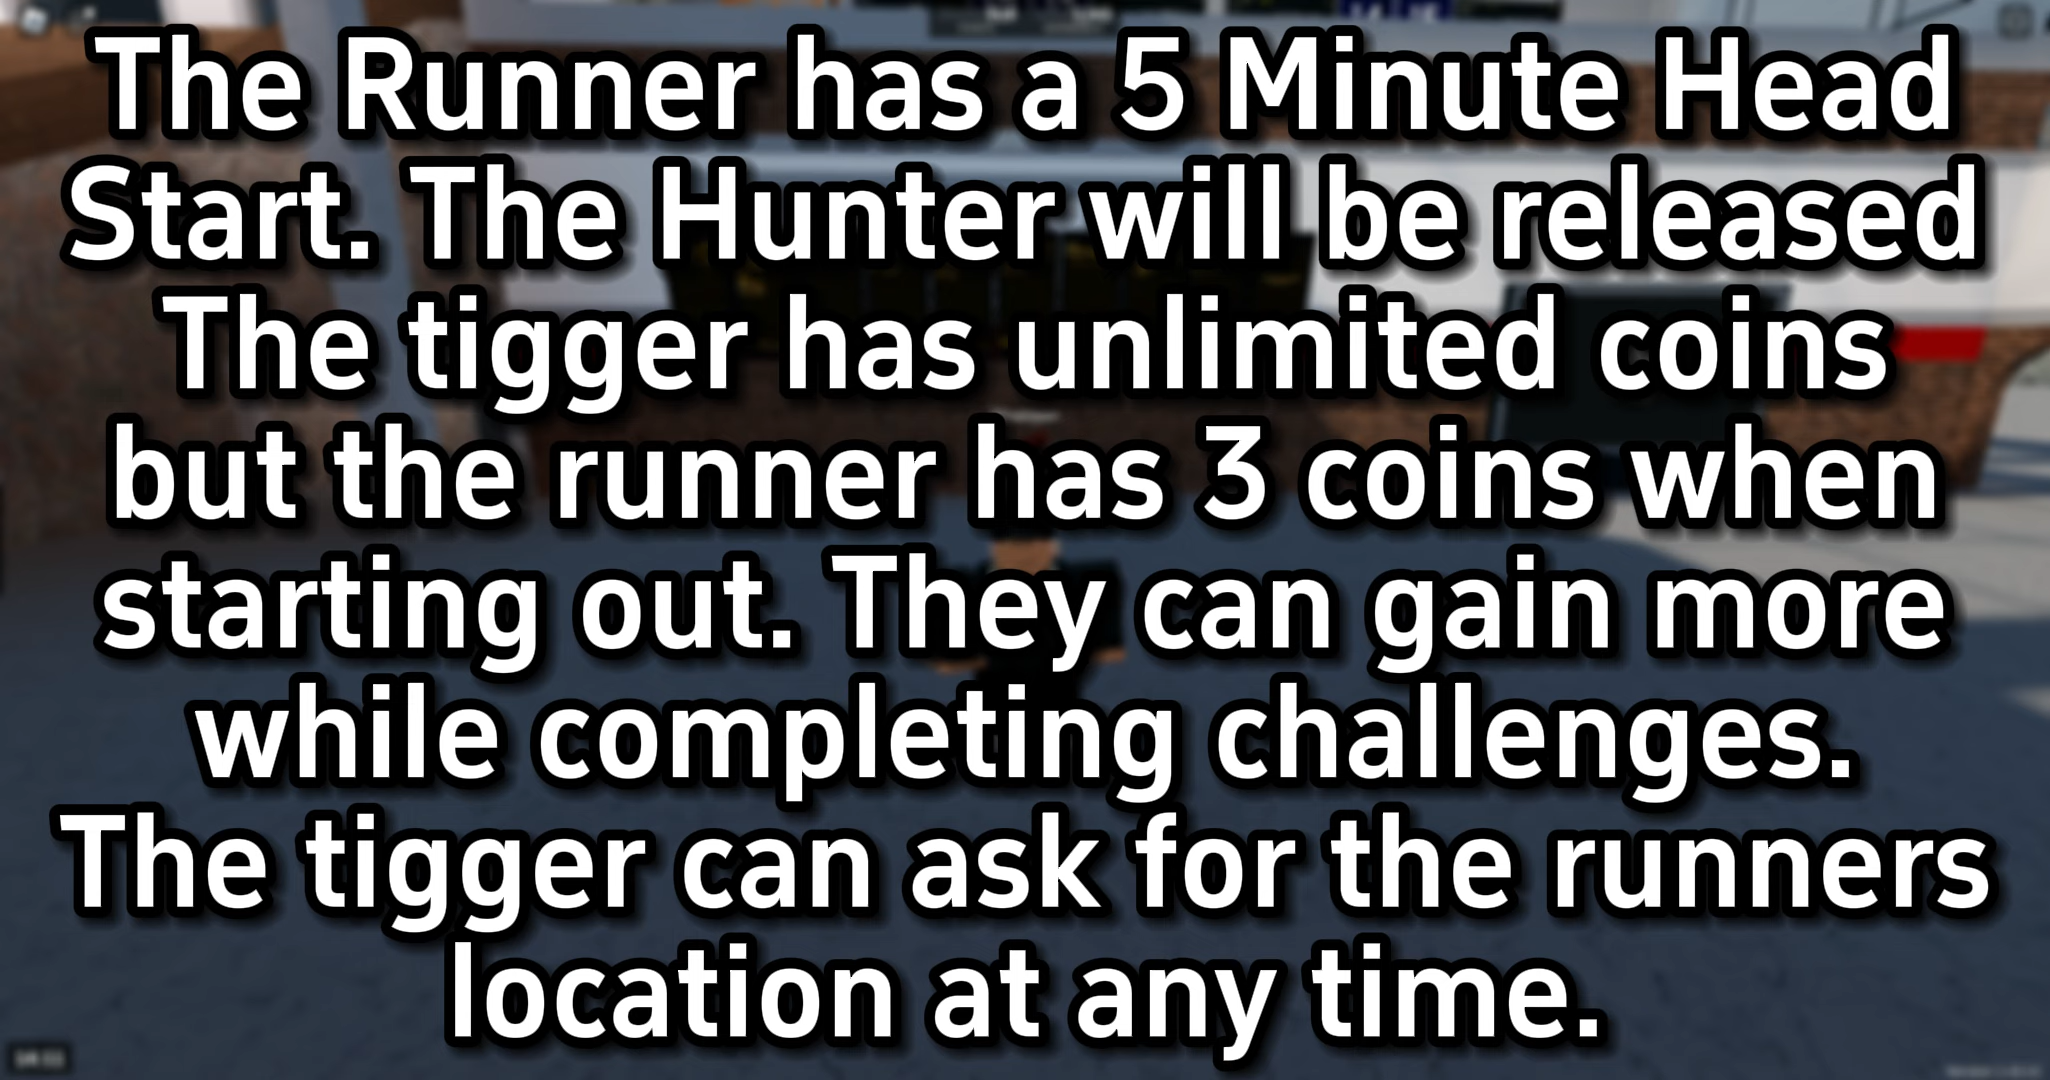 The Runner has a 5 Minute Head
Start. The Hunter will be released
The tigger has unlimited coins
but the runner has 3 coins when
starting out. They can gain more
while completing challenges.
The tigger can ask for the runners
location at any time.